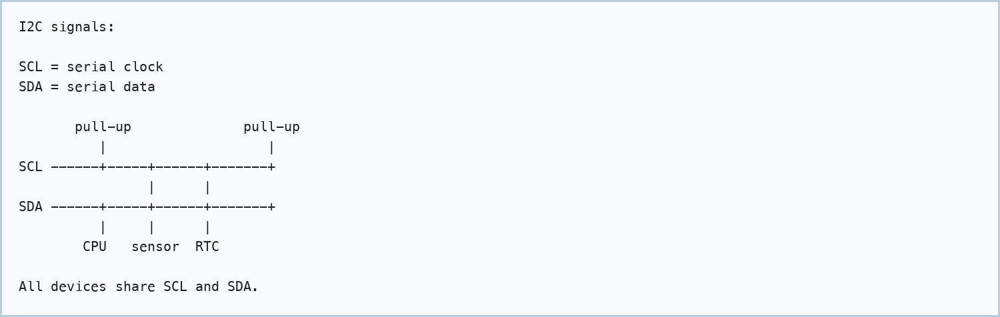 I2C signals:

SCL = serial clock
SDA = serial data

       pull-up              pull-up
          |                    |
SCL ------+-----+------+-------+
                |      |
SDA ------+-----+------+-------+
          |     |      |
        CPU   sensor  RTC

All devices share SCL and SDA.